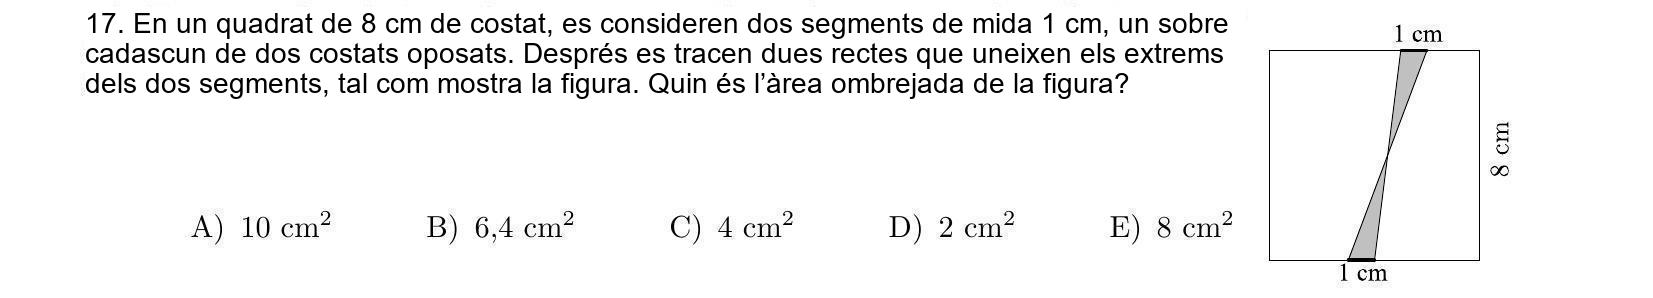 17. En un quadrat de 8 cm de costat, es consideren dos segments de mida 1 cm, un sobre
cadascun de dos costats oposats. Després es tracen dues rectes que uneixen els extrems
dels dos segments, tal com mostra la figura. Quin és l’àrea ombrejada de la figura?
1 cm
8 cm
1 cm
A) 10 cm² B) 6,4 cm² C) 4 cm² D) 2 cm² E) 8 cm²